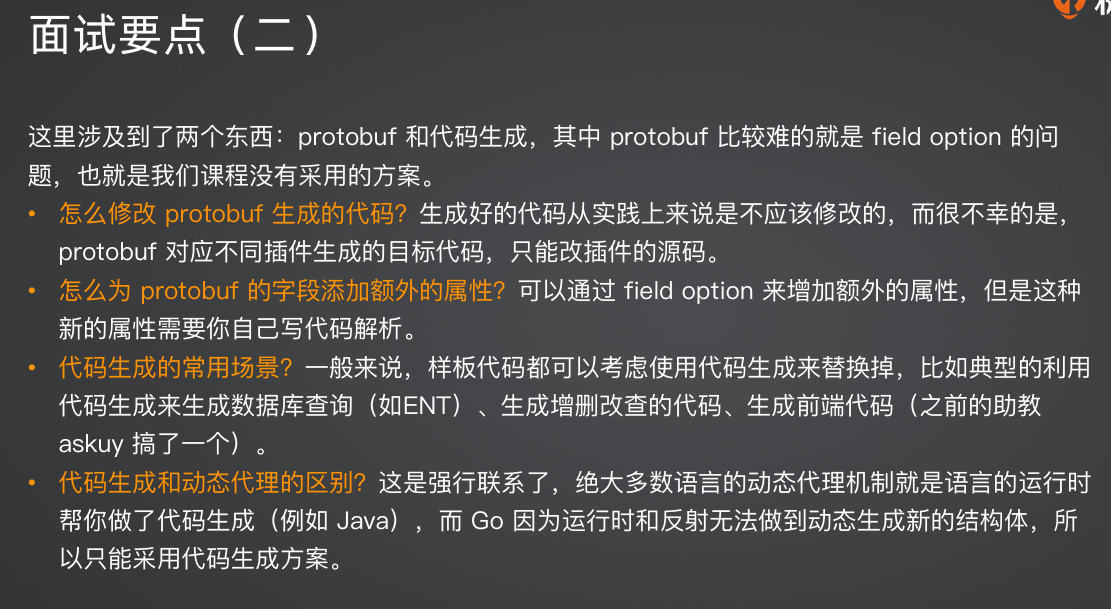 面试要点（二）
这里涉及到了两个东西：protobuf 和代码生成，其中 protobuf 比较难的就是 field option 的问
题，也就是我们课程没有采用的方案。
• 怎么修改 protobuf 生成的代码？生成好的代码从实践上来说是不应该修改的，而很不幸的是，
protobuf 对应不同插件生成的目标代码，只能改插件的源码。
• 怎么为 protobuf 的字段添加额外的属性？可以通过 field option 来增加额外的属性，但是这种
新的属性需要你自己写代码解析。
• 代码生成的常用场景？一般来说，样板代码都可以考虑使用代码生成来替换掉，比如典型的利用
代码生成来生成数据库查询（如ENT）、生成增删改查的代码、生成前端代码（之前的助教
askuy 搞了一个）。
• 代码生成和动态代理的区别？这是强行联系了，绝大多数语言的动态代理机制就是语言的运行时
帮你做了代码生成（例如 Java），而 Go 因为运行时和反射无法做到动态生成新的结构体，所
以只能采用代码生成方案。